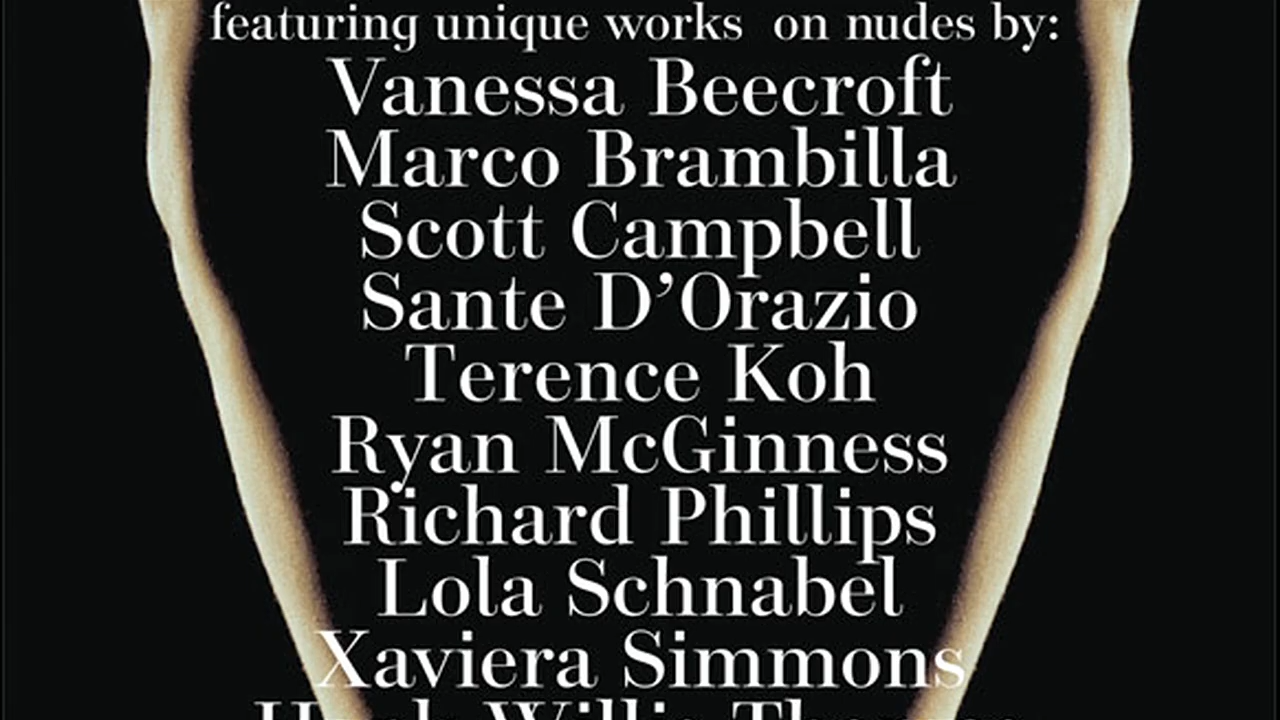 featuring unique works on nudes by:
Vanessa Beecroft
Marco Brambilla
Scott Campbell
Sante D’Orazio
Terence Koh
Ryan McGinness
Richard Phillips
Lola Schnabel
Xaviera Simmons
Willis